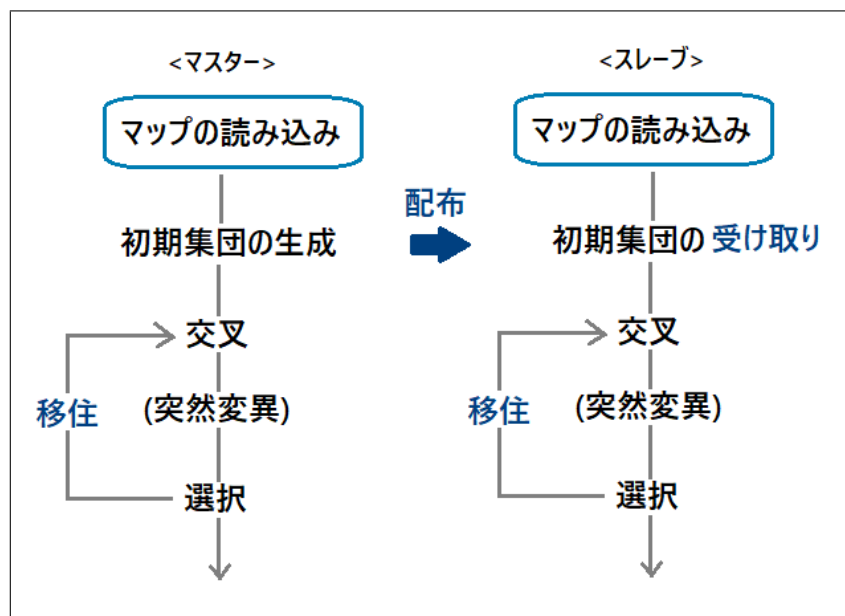 <マスター>
マップの読み込み
初期集団の生成
交叉
移住
(突然変異)
選択
配布
<スレーブ>
マップの読み込み
初期集団の 受け取り
交叉
移住
(突然変異)
選択